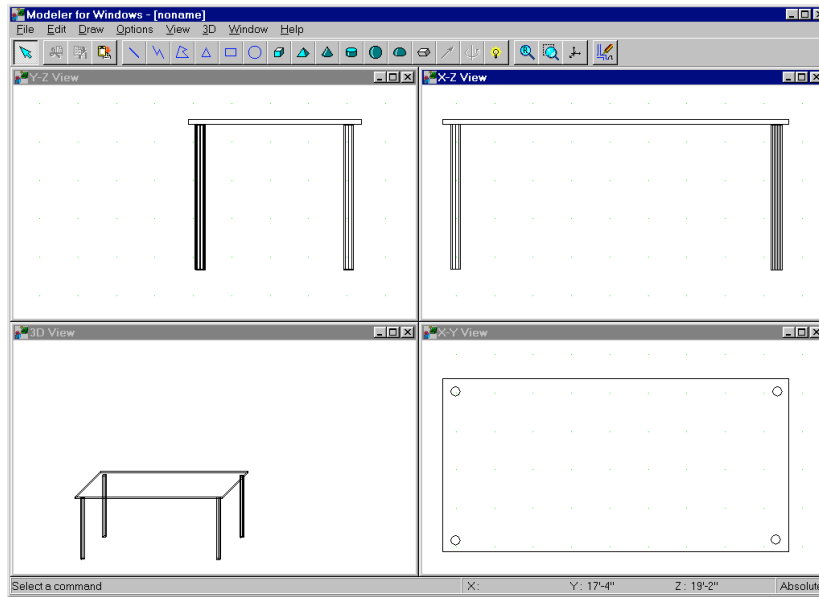 Modeler for Windows - [noname]
File Edit Draw Options View 3D Window Help
Y-Z View
X-Z View
3D View
X-Y View
Select a command X: Y: 17'-4" Z: 19'-2" Absolute